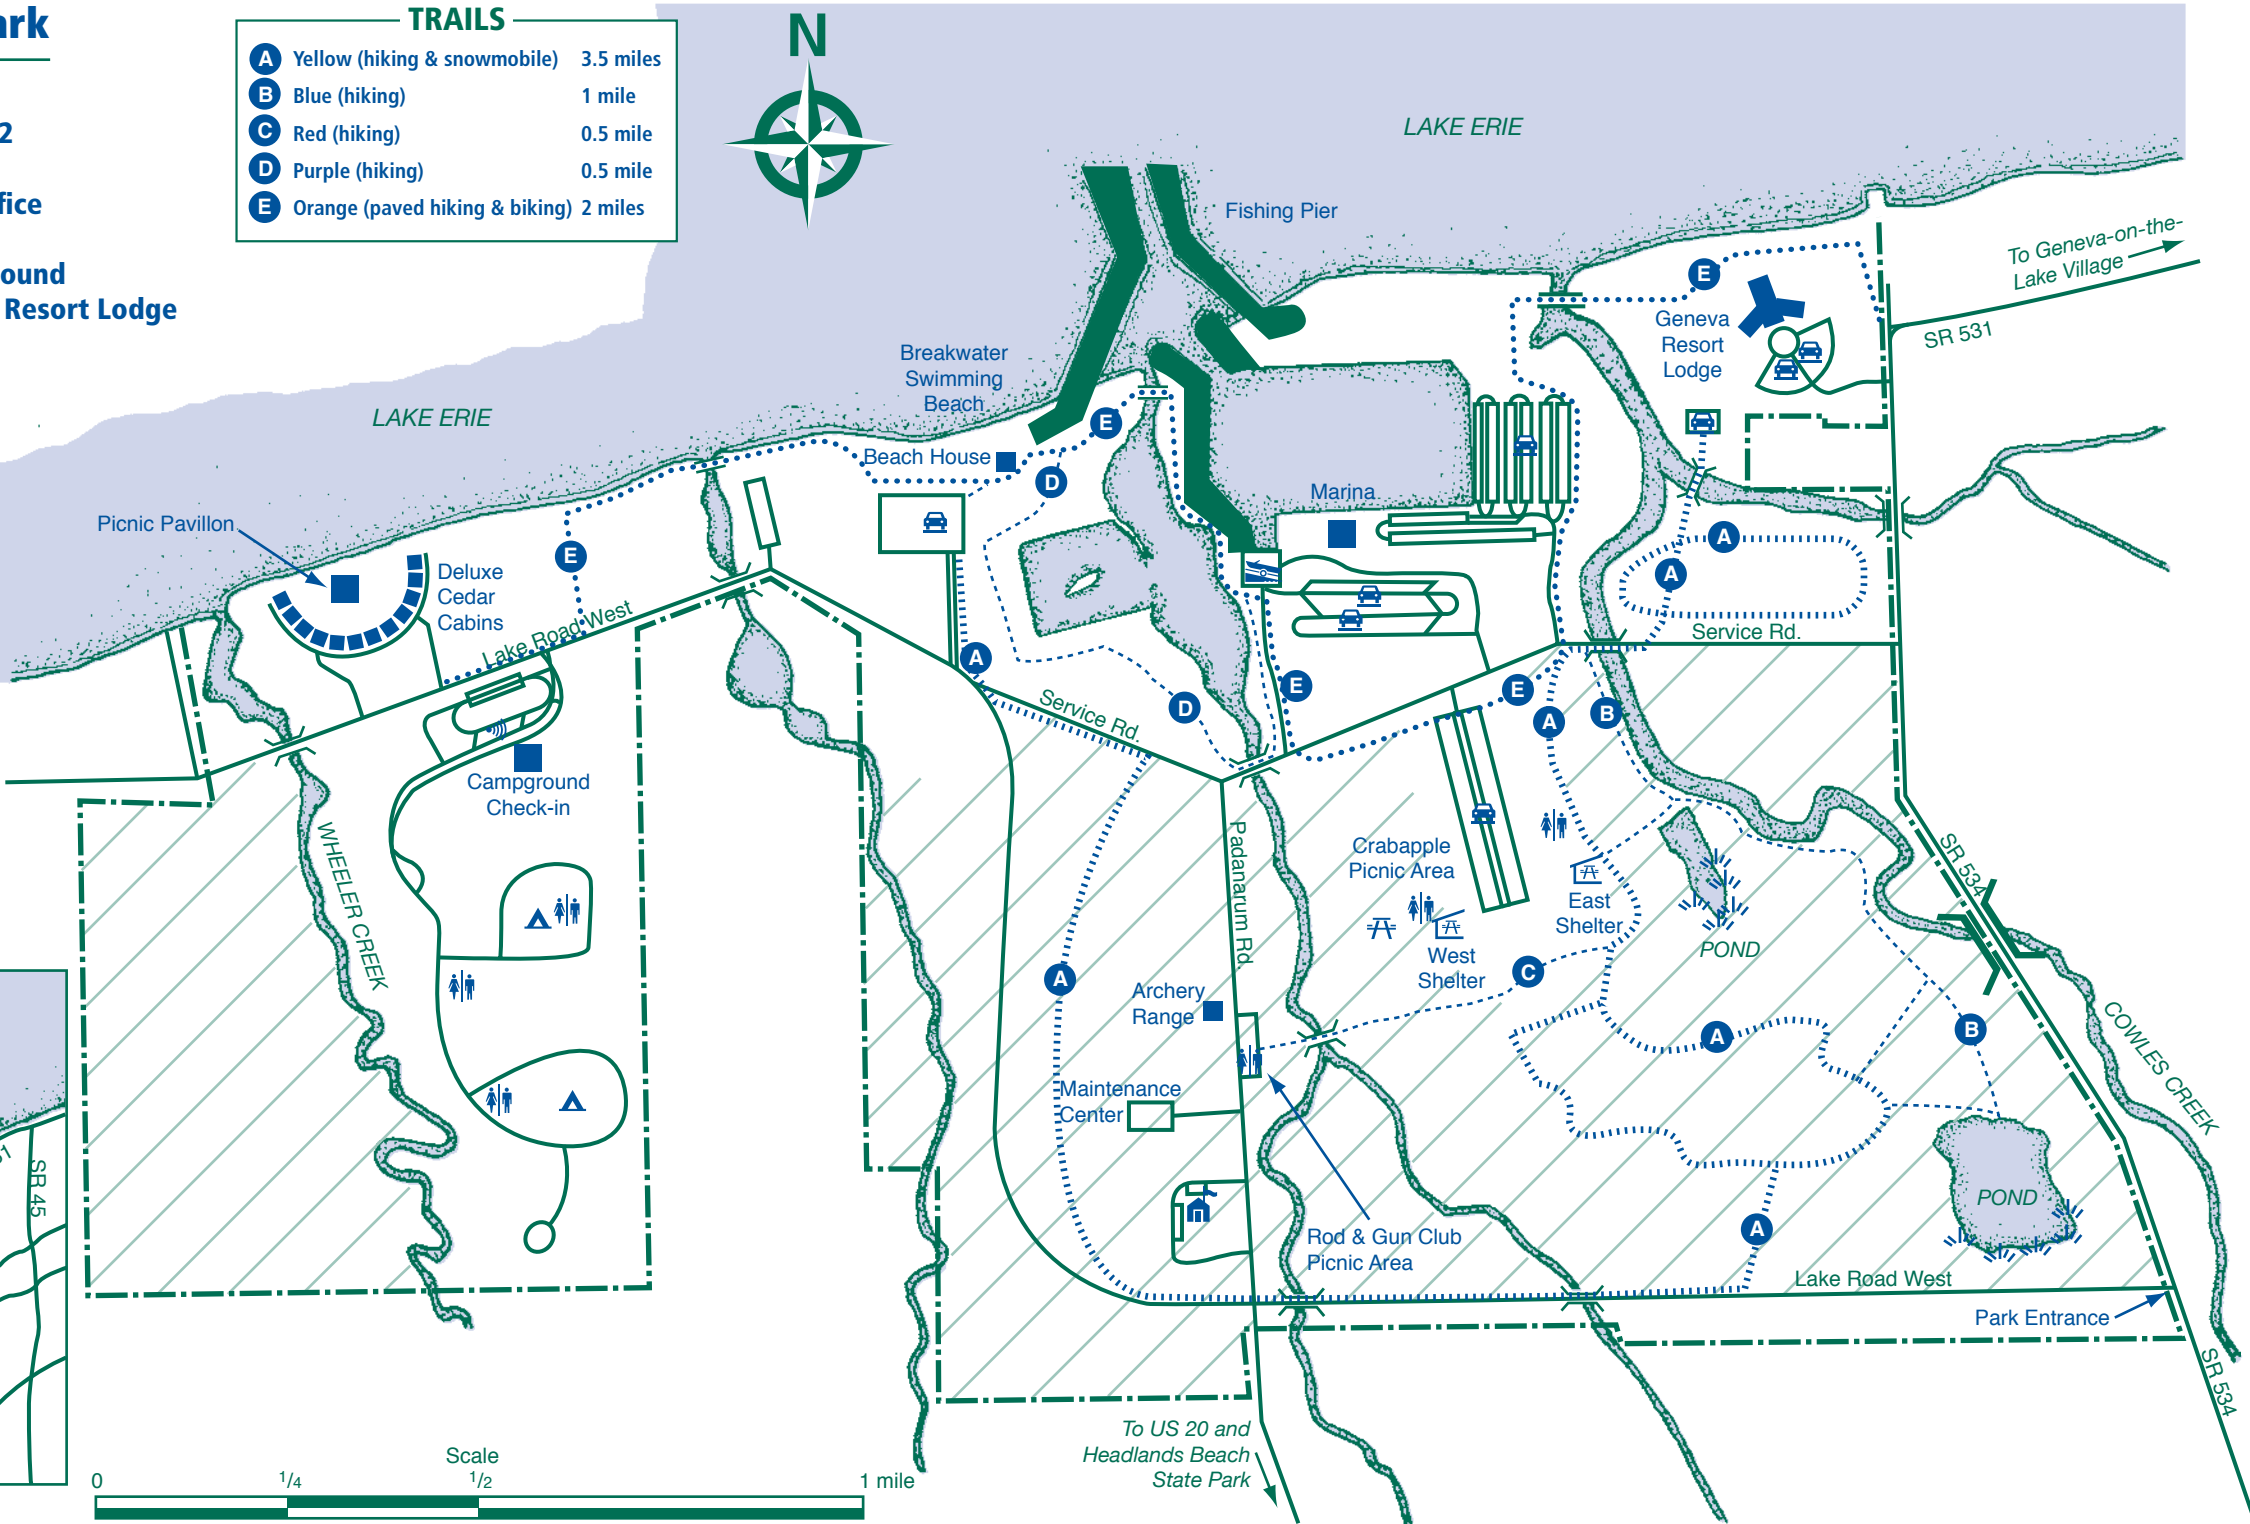 TRAILS
A Yellow (hiking & snowmobile) 3.5 miles
B Blue (hiking) 1 mile
C Red (hiking) 0.5 mile
D Purple (hiking) 0.5 mile
E Orange (paved hiking & biking) 2 miles
N
2
Resort Lodge
LAKE ERIE
Fishing Pier
To Geneva-on-the-
Lake Village
SR 531
E
Geneva
Resort
Lodge
Breakwater
Swimming
Beach
LAKE ERIE
E
Beach House
D
Marina
Picnic Pavillon
E
Deluxe
Cedar
Cabins
Lake Road West
A
A
Service Rd.
A
Service Rd.
D
E
E
A
B
Campground
Check-in
WHEELER CREEK
Padanarum Rd.
Crabapple
Picnic Area
West
Shelter
East
Shelter
POND
SR 534
C
A
Archery
Range
A
B
COWLES CREEK
Maintenance
Center
SR 45
Rod & Gun Club
Picnic Area
A
POND
Lake Road West
Park Entrance
SR 534
To US 20 and
Headlands Beach
State Park
Scale
0 1/4 1/2 1 mile